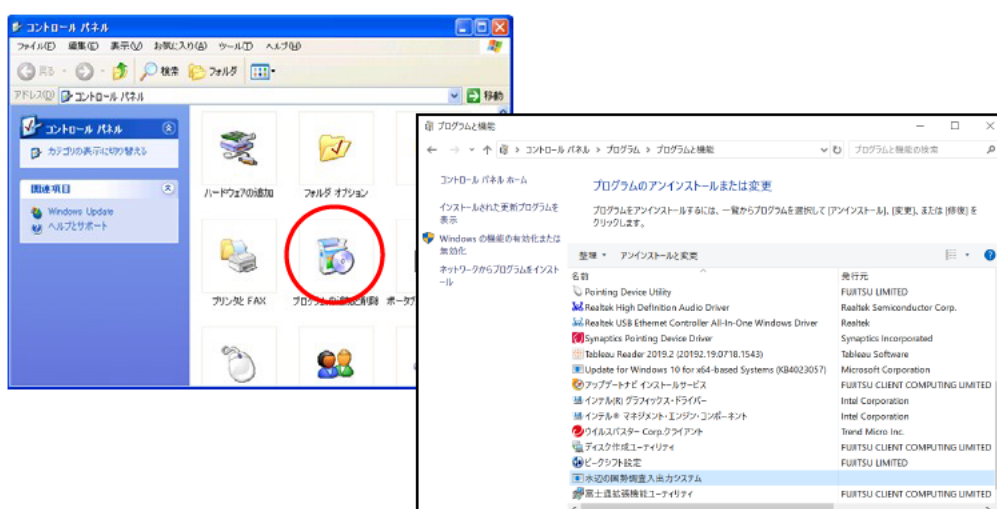 コントロール パネル
ファイル(F) 編集(E) 表示(V) お気に入り(A) ツール(T) ヘルプ(H)
戻る 検索 フォルダ
アドレス(D) コントロール パネル 移動
コントロール パネル
カテゴリの表示に切り替える
関連項目
Windows Update
ヘルプとサポート
ハードウェアの追加 フォルダ オプション
プリンタと FAX プログラムの追加と削除 ポータブ
プログラムと機能
コントロール パネル > プログラム > プログラムと機能 プログラムと機能の検索
コントロール パネル ホーム
インストールされた更新プログラムを
表示
Windows の機能の有効化または
無効化
ネットワークからプログラムをインスト
ール
プログラムのアンインストールまたは変更
プログラムをアンインストールするには、一覧からプログラムを選択して [アンインストール]、[変更]、または [修復] を
クリックします。
整理 アンインストールと変更
名前 発行元
Pointing Device Utility FUJITSU LIMITED
Realtek High Definition Audio Driver Realtek Semiconductor Corp.
Realtek USB Ethernet Controller All-In-One Windows Driver Realtek
Synaptics Pointing Device Driver Synaptics Incorporated
Tableau Reader 2019.2 (20192.19.0718.1543) Tableau Software
Update for Windows 10 for x64-based Systems (KB4023057) Microsoft Corporation
アップデートナビ インストールサービス FUJITSU CLIENT COMPUTING LIMITED
インテル(R) グラフィックス・ドライバー Intel Corporation
インテル® マネジメント・エンジン・コンポーネント Intel Corporation
ウイルスバスター Corp.クライアント Trend Micro Inc.
ディスク作成ユーティリティ FUJITSU CLIENT COMPUTING LIMITED
ピークシフト設定 FUJITSU LIMITED
水辺の国勢調査入出力システム
富士通拡張機能ユーティリティ FUJITSU CLIENT COMPUTING LIMITED